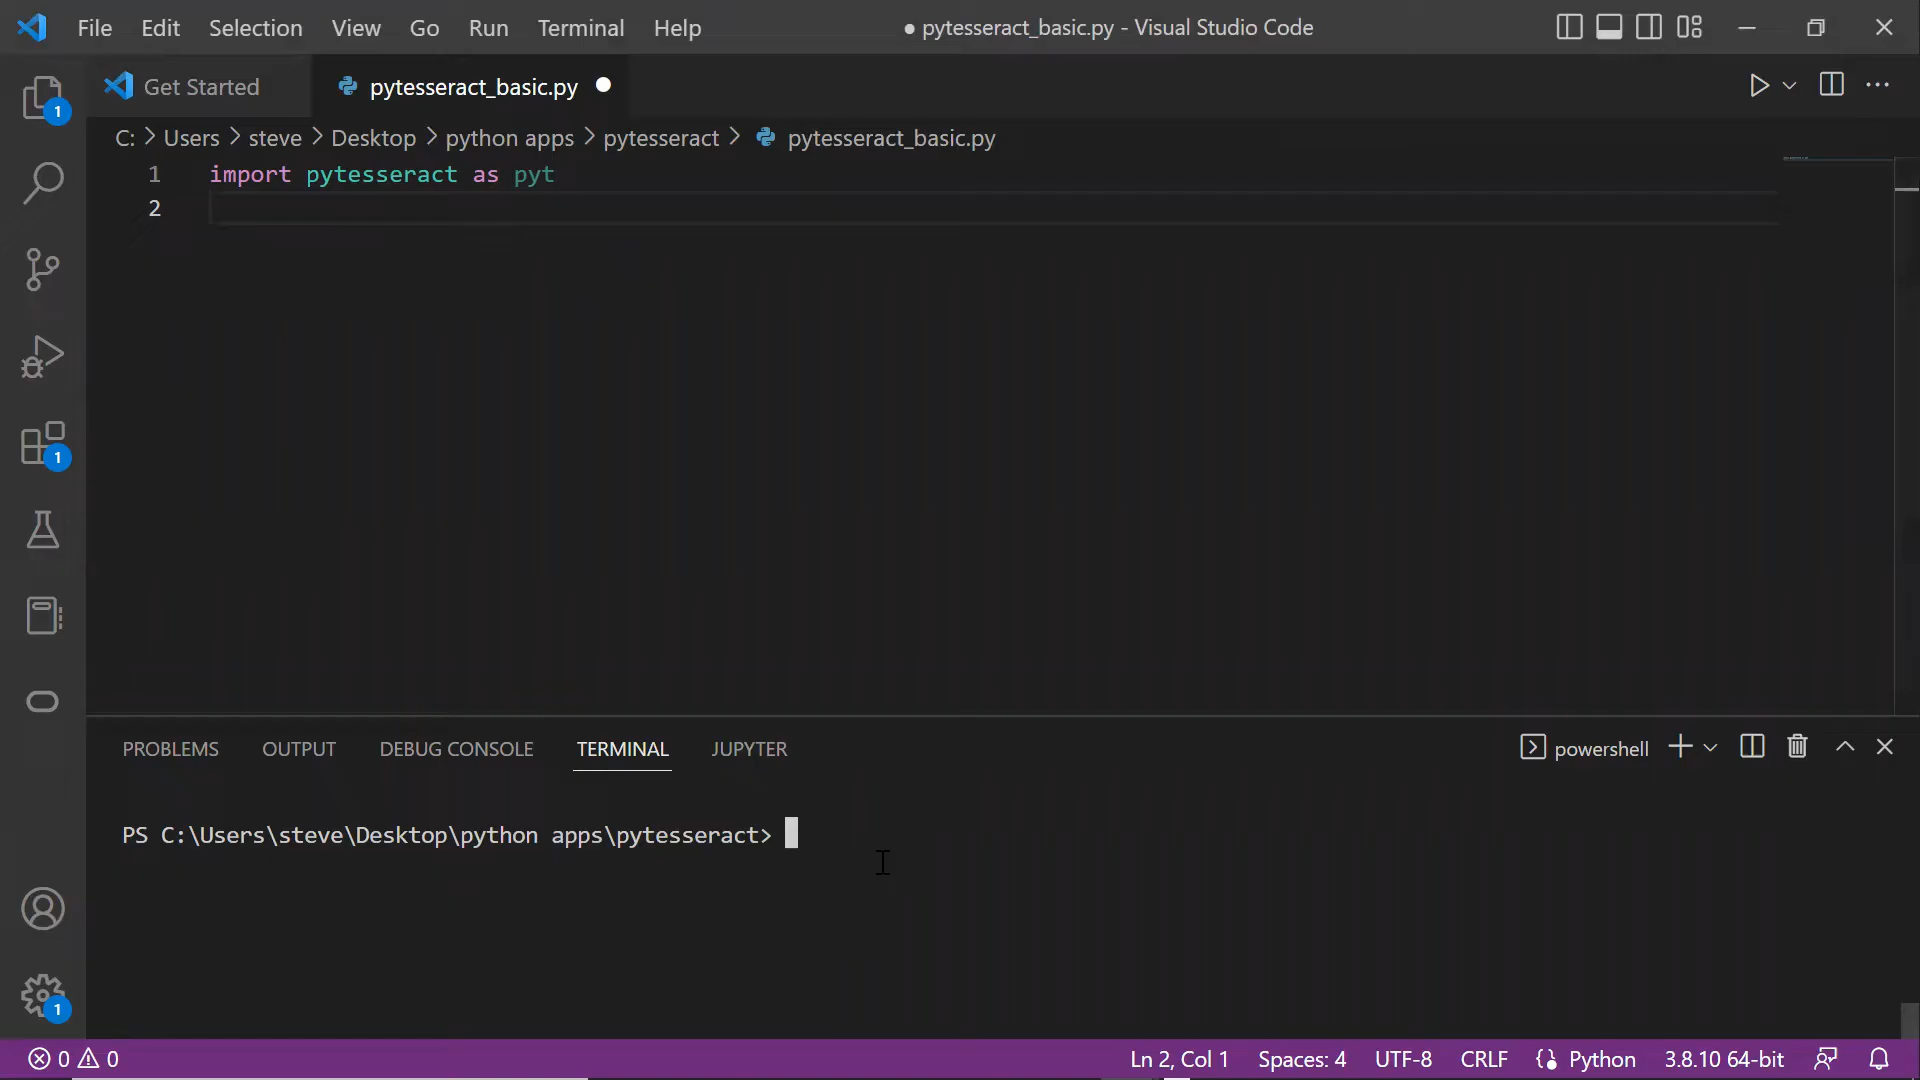 File Edit Selection View Go Run Terminal Help ● pytesseract_basic.py - Visual Studio Code
Get Started pytesseract_basic.py
C: > Users > steve > Desktop > python apps > pytesseract > pytesseract_basic.py
1 import pytesseract as pyt
2
1
1
PROBLEMS OUTPUT DEBUG CONSOLE TERMINAL JUPYTER powershell
PS C:\Users\steve\Desktop\python apps\pytesseract>
1
0 0 Ln 2, Col 1 Spaces: 4 UTF-8 CRLF Python 3.8.10 64-bit